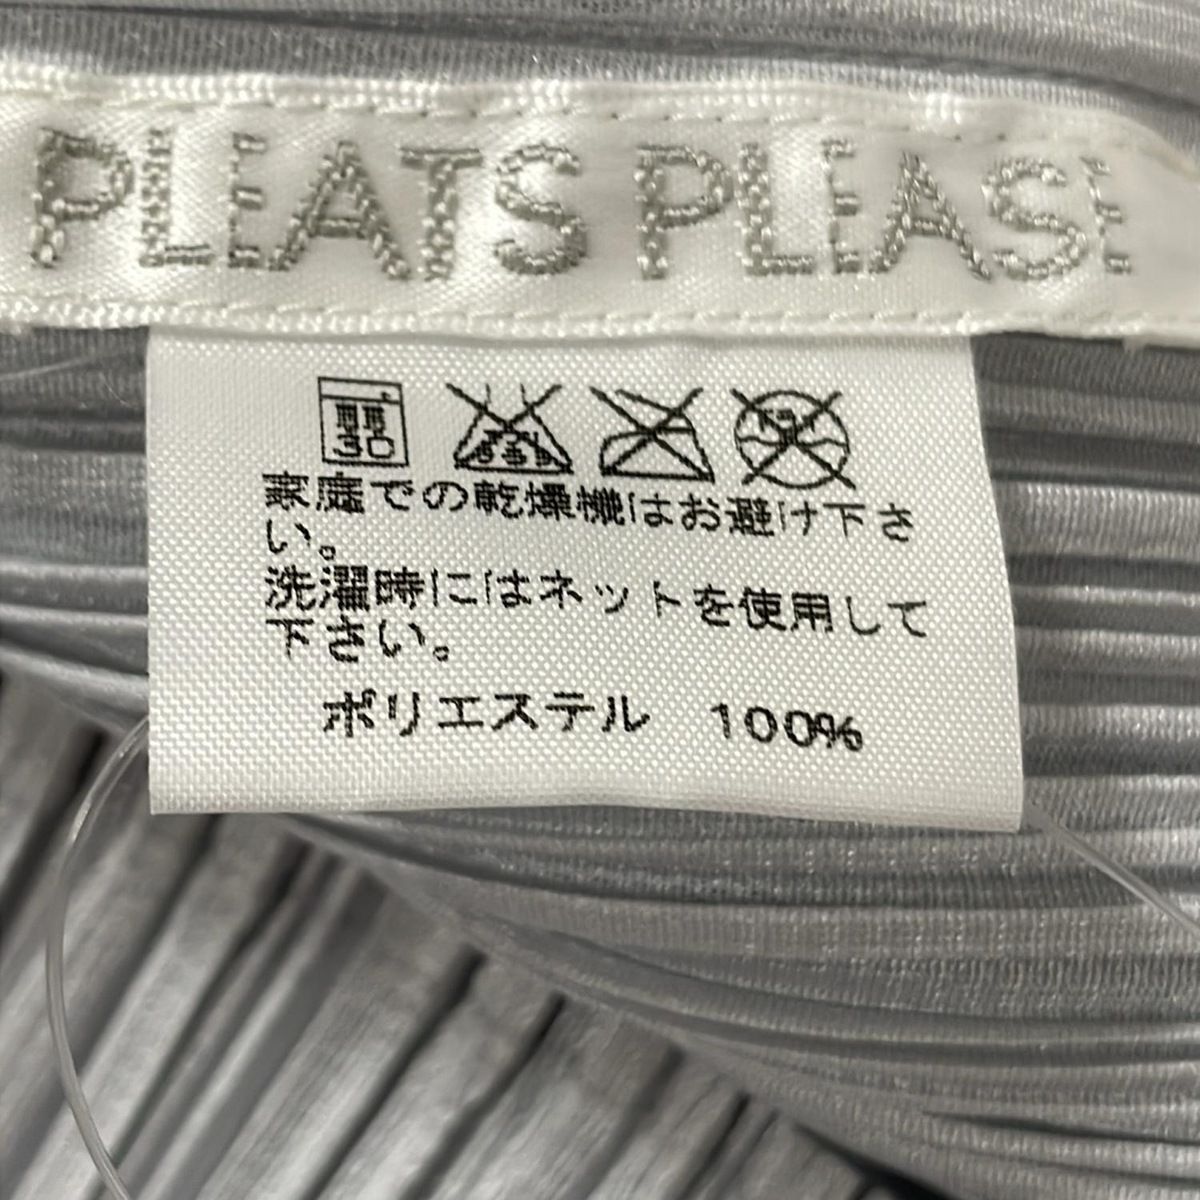 PLEATS PLEASE
弱 30
家庭での乾燥機はお避け下さ
い。
洗濯時にはネットを使用して
下さい。
ポリエステル 100%